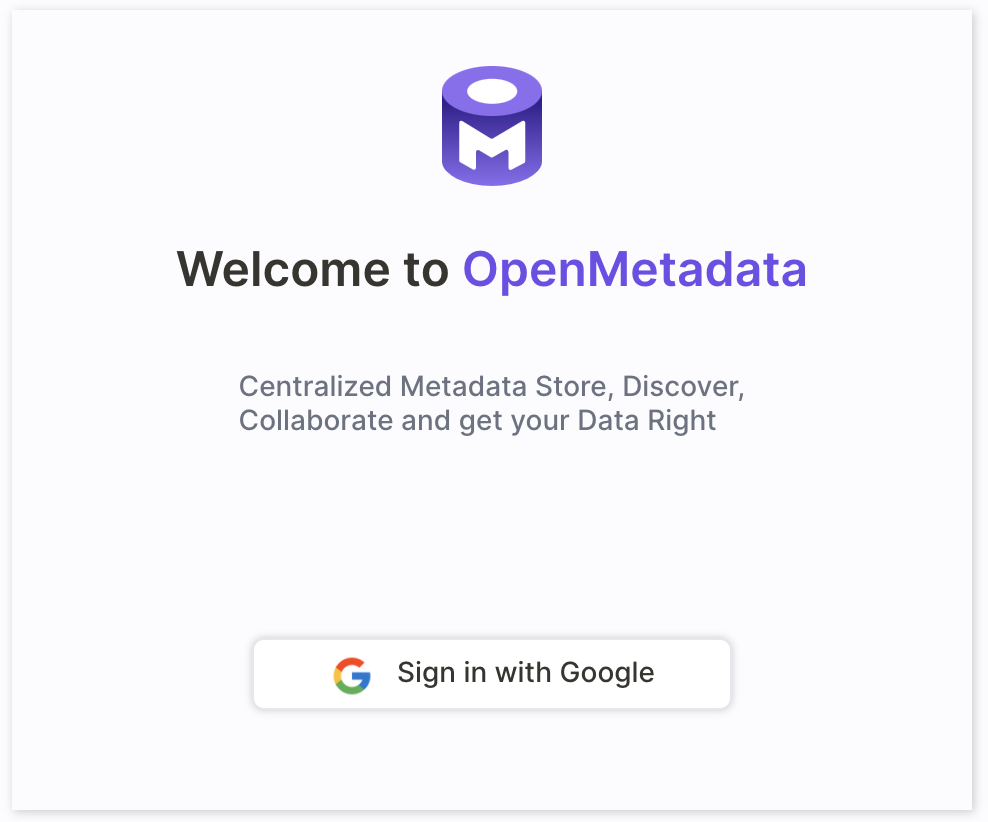 M
Welcome to OpenMetadata
Centralized Metadata Store, Discover,
Collaborate and get your Data Right
Sign in with Google